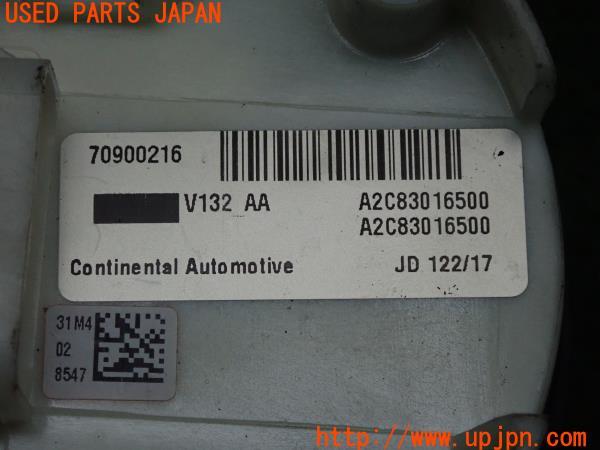 USED PARTS JAPAN
70900216
V132 AA
A2C83016500
A2C83016500
Continental Automotive
JD 122/17
31M4
02
8547
UPJ
http://www.upjpn.com